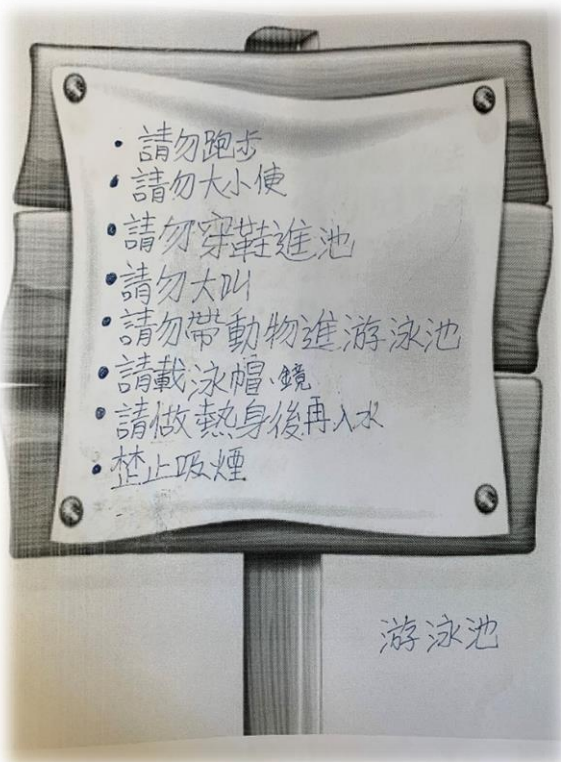 • 請勿跑步
• 請勿大小便
• 請勿穿鞋進池
• 請勿大叫
• 請勿帶動物進游泳池
• 請載泳帽、鏡
• 請做熱身後再入水
• 禁止吸煙
游泳池